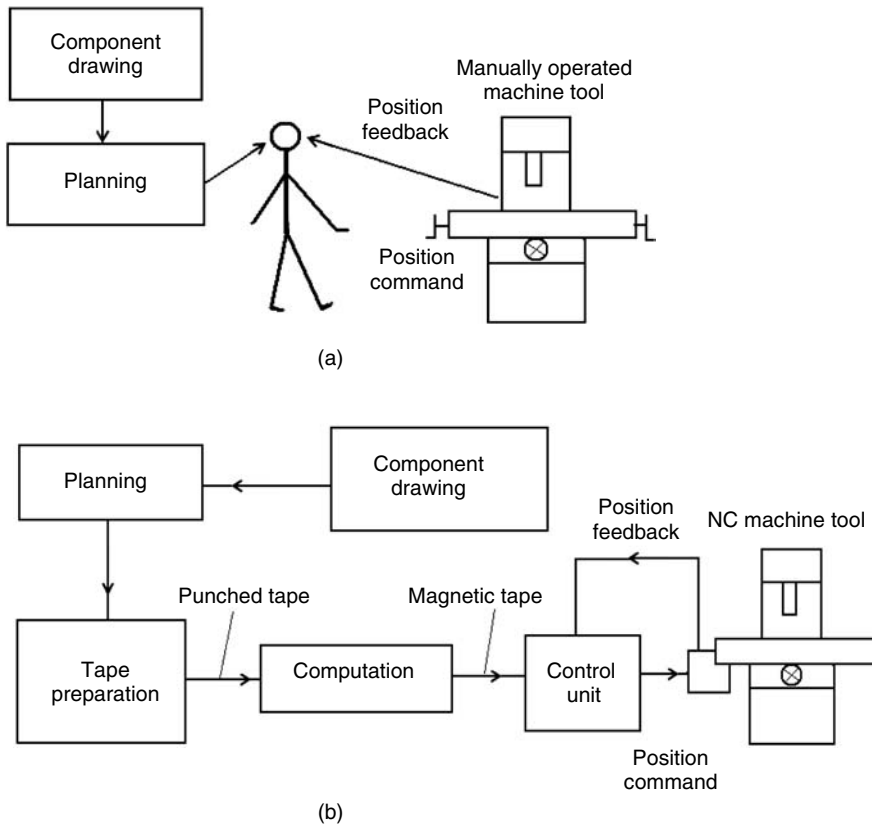 Component
drawing
Manually operated
machine tool
Position
feedback
Planning
Position
command
(a)
Planning
Component
drawing
Position
feedback
NC machine tool
Punched tape
Magnetic tape
Tape
preparation
Computation
Control
unit
Position
command
(b)